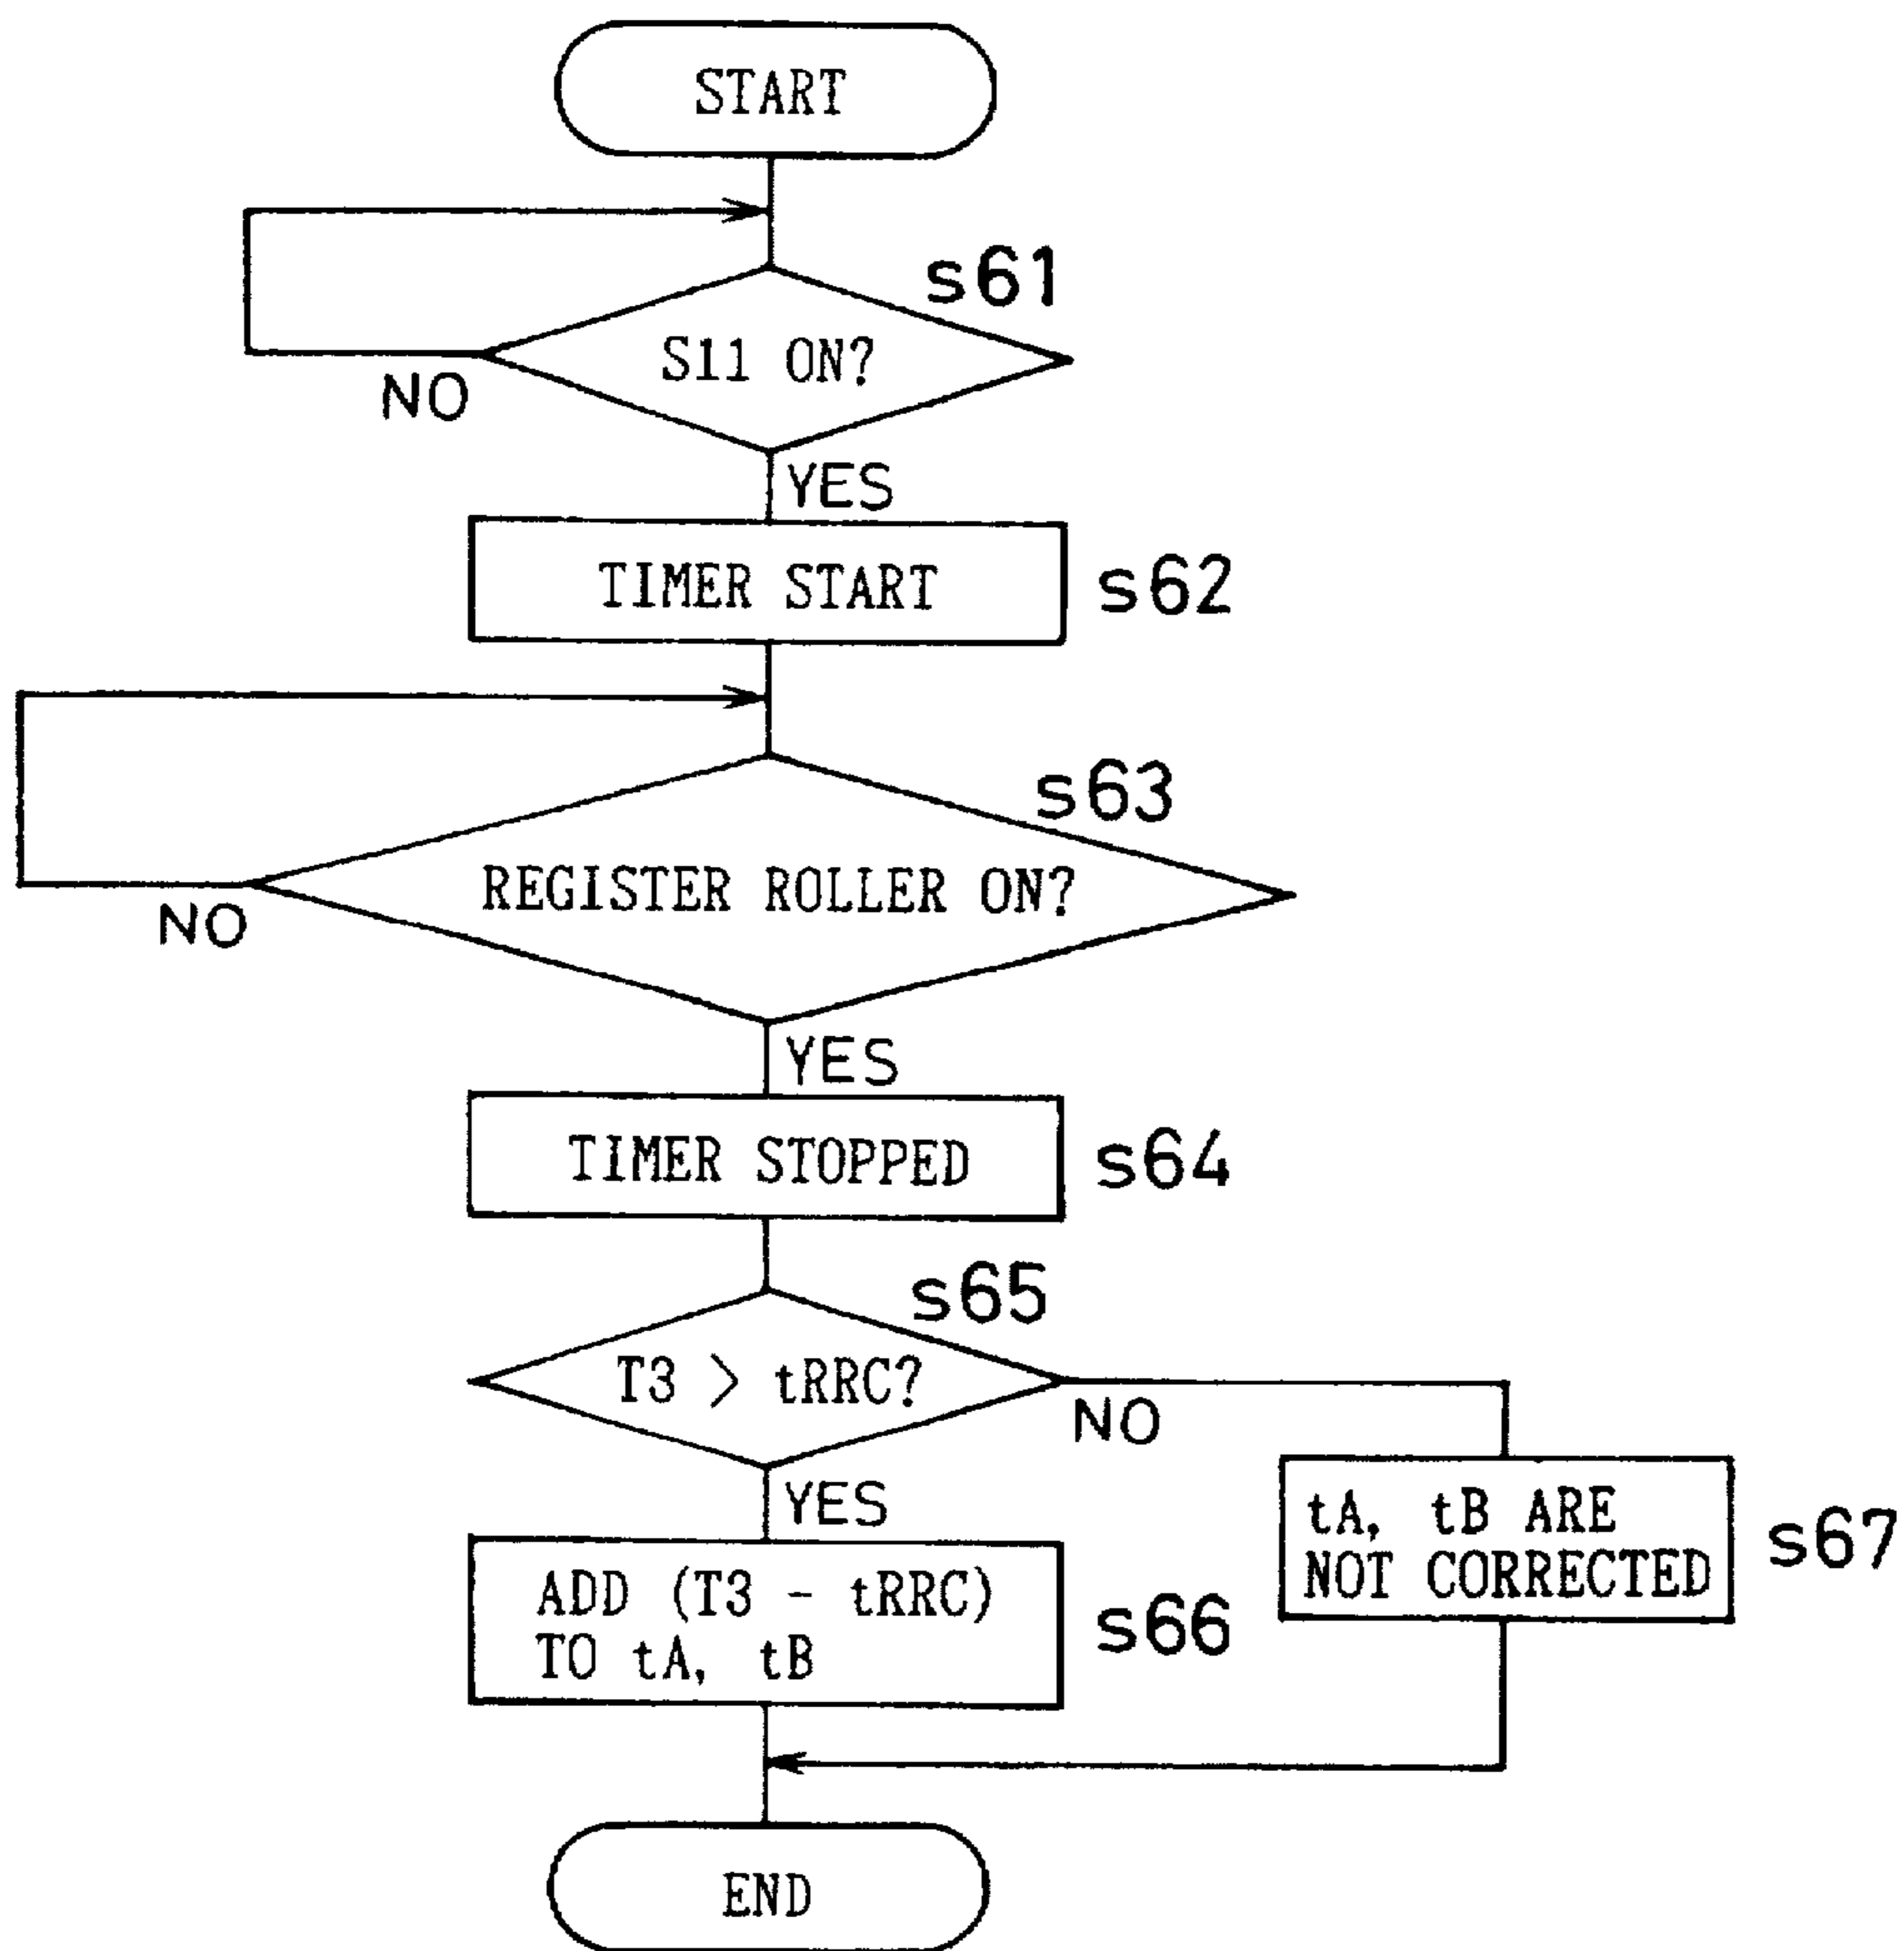 START
s61
S11 ON?
NO
YES
TIMER START
s62
s63
REGISTER ROLLER ON?
NO
YES
TIMER STOPPED
s64
s65
T3 > tRRC?
NO
YES
tA, tB ARE
NOT CORRECTED
s67
ADD (T3 - tRRC)
TO tA, tB
s66
END